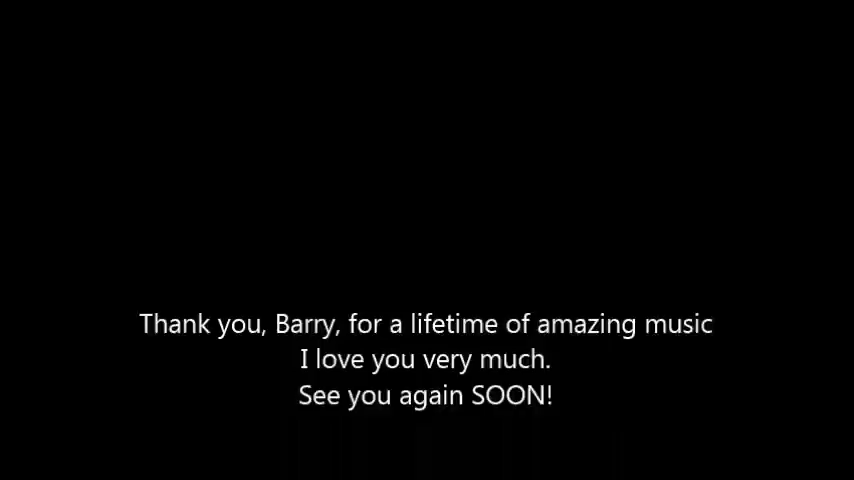 Thank you, Barry, for a lifetime of amazing music
I love you very much.
See you again SOON!